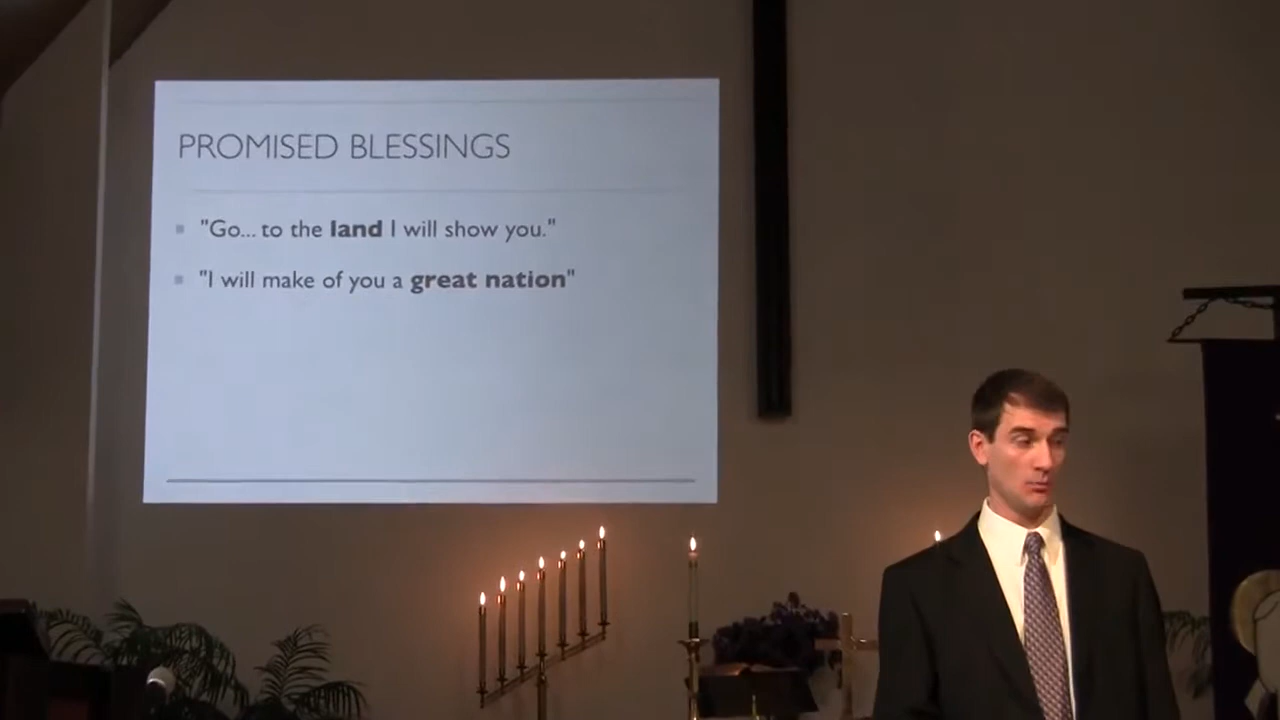 PROMISED BLESSINGS
"Go... to the land I will show you."
"I will make of you a great nation"